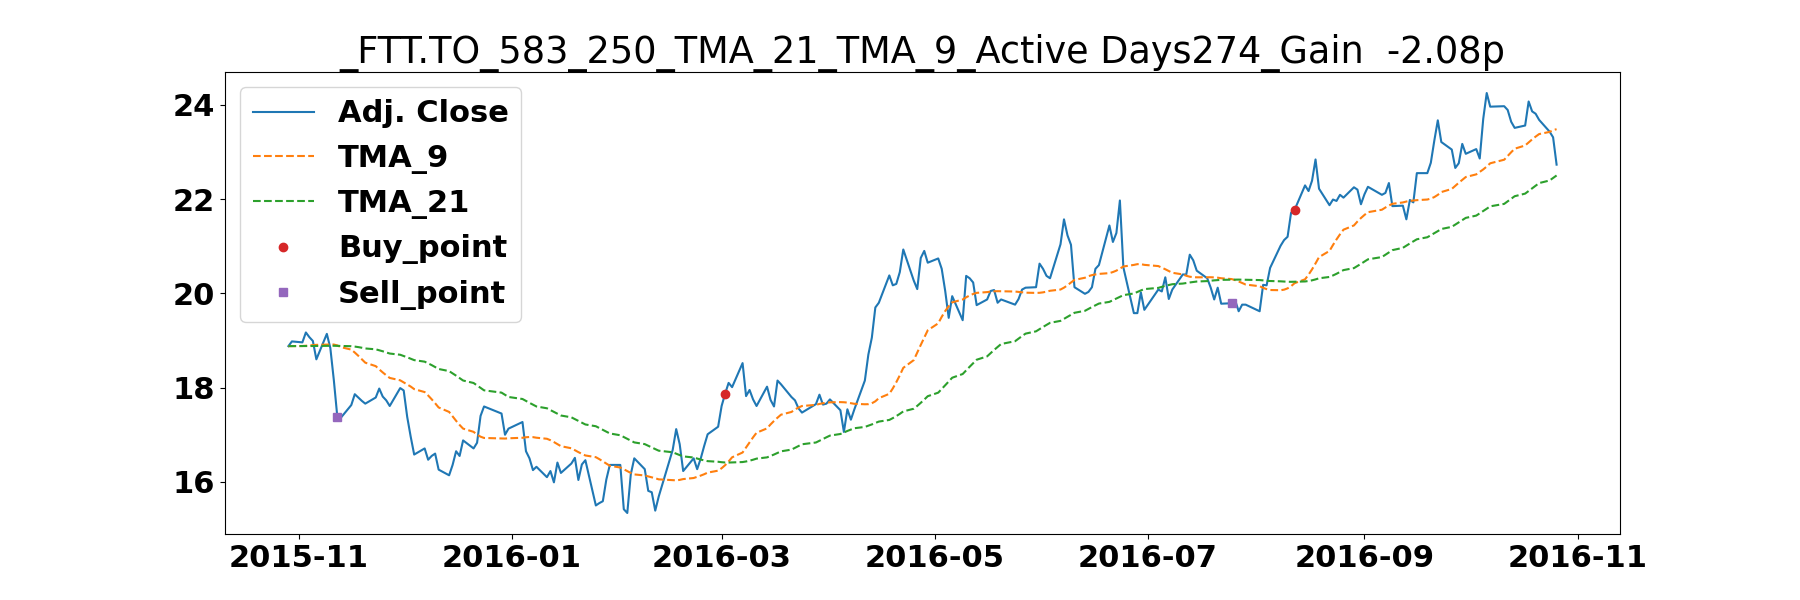 _FTT.TO_583_250_TMA_21_TMA_9_Active Days274_Gain  -2.08p
Adj. Close
TMA_9
TMA_21
Buy_point
Sell_point
24
22
20
18
16
2015-11
2016-01
2016-03
2016-05
2016-07
2016-09
2016-11